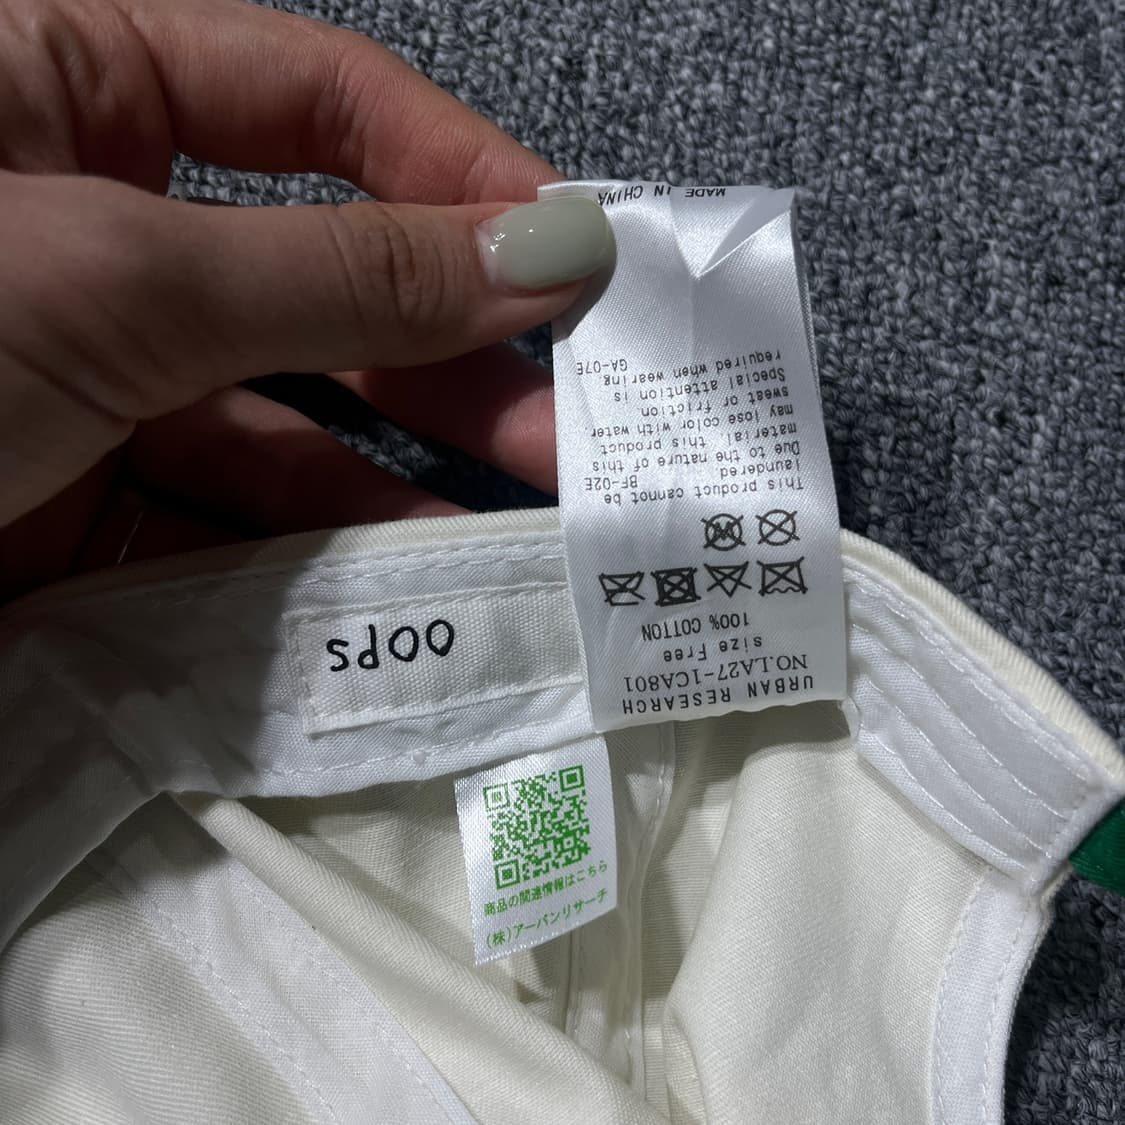 URBAN RESEARCH
NO.LA27-1CA801
size Free
100% COTTON
This product cannot be
laundered. BF-02E
Due to the nature of this
material, this product
may lose color with water,
sweat or friction.
Special attention is
required when wearing.
GA-07E
MADE IN CHINA
oops
商品の関連情報はこちら
(株)アーバンリサーチ